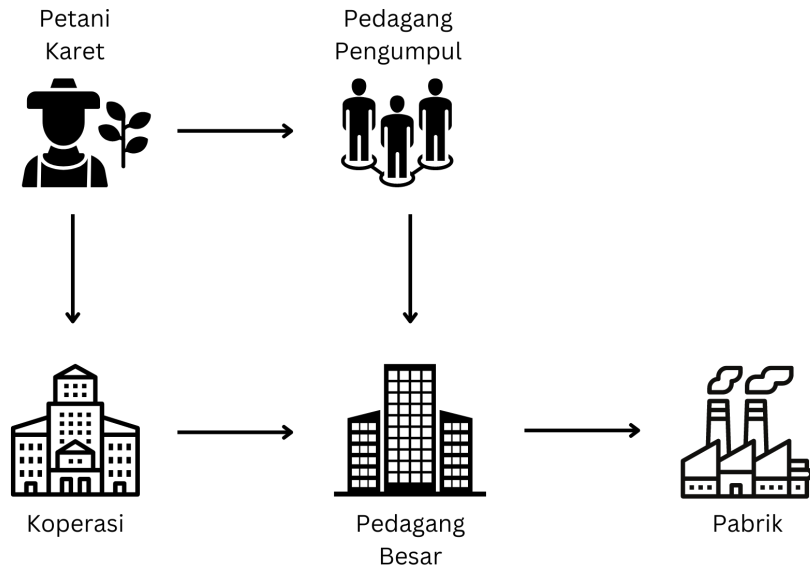 Petani
Karet
Pedagang
Pengumpul
Koperasi
Pedagang
Besar
Pabrik